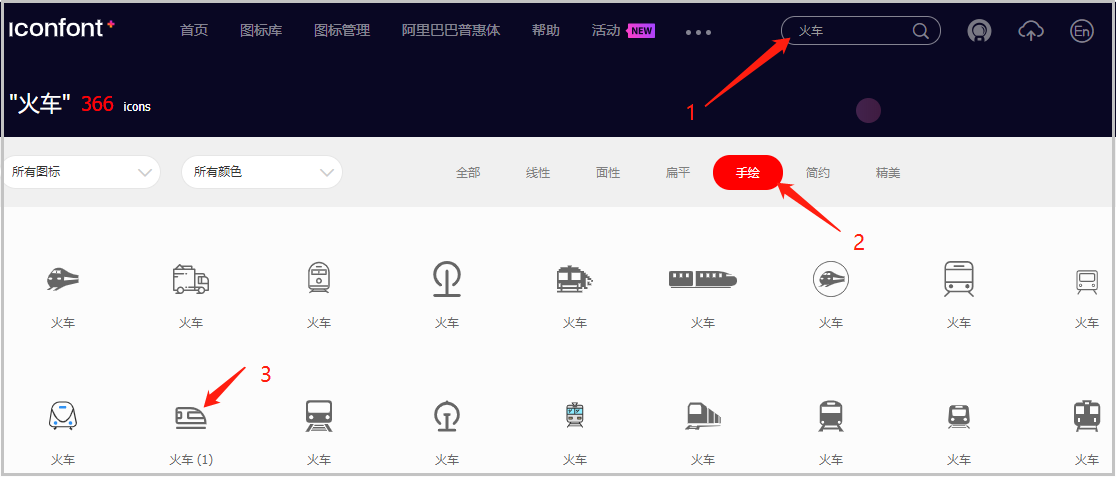 iconfont+ 首页 图标库 图标管理 阿里巴巴普惠体 帮助 活动 NEW 火车 En
1
"火车" 366 icons
所有图标 所有颜色 全部 线性 面性 扁平 手绘 简约 精美
2
火车 火车 火车 火车 火车 火车 火车 火车 火车
3
火车 火车 (1) 火车 火车 火车 火车 火车 火车 火车